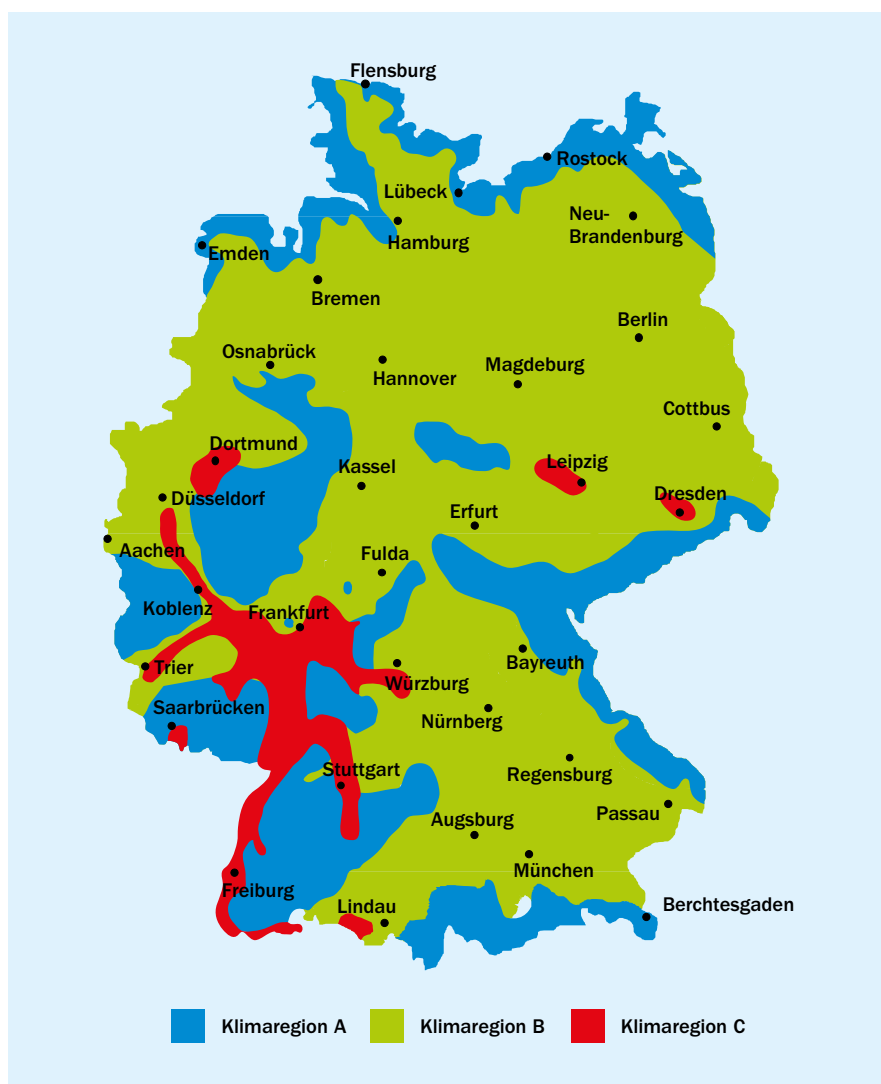 Flensburg
Rostock
Lübeck
Neu-
Brandenburg
Hamburg
Emden
Bremen
Berlin
Osnabrück
Hannover
Magdeburg
Cottbus
Dortmund
Kassel
Leipzig
Düsseldorf
Dresden
Erfurt
Aachen
Fulda
Koblenz
Frankfurt
Trier
Bayreuth
Würzburg
Saarbrücken
Nürnberg
Stuttgart
Regensburg
Augsburg
Passau
München
Freiburg
Lindau
Berchtesgaden
Klimaregion A
Klimaregion B
Klimaregion C